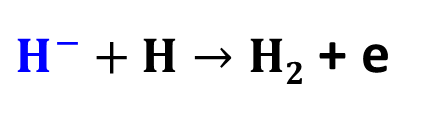 H⁻ + H → H₂ + e